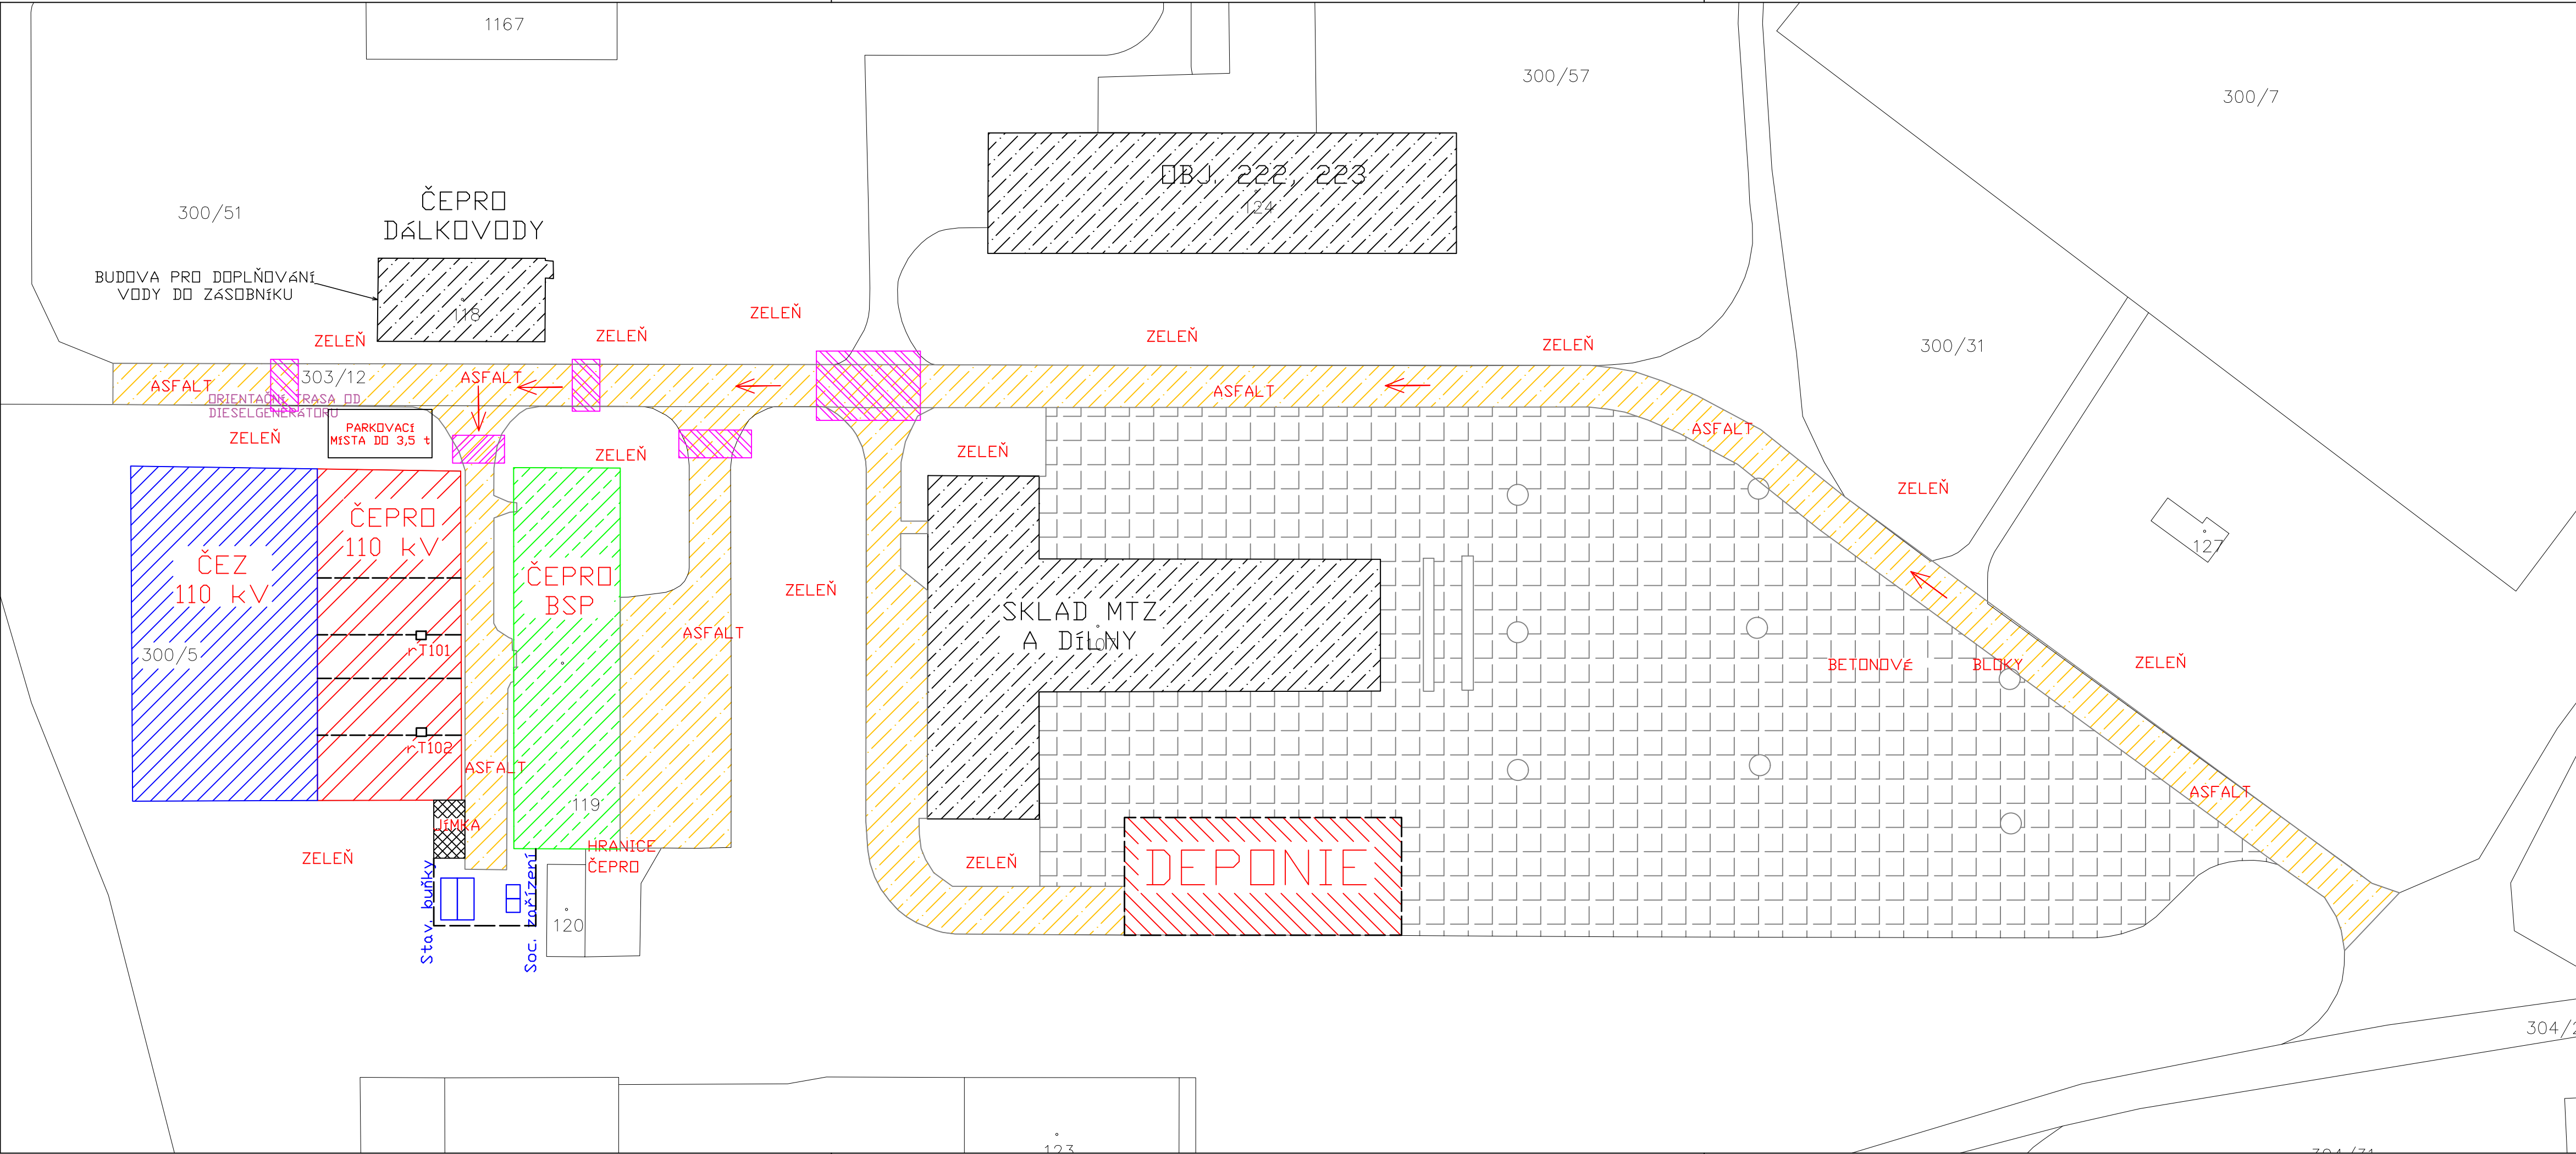 1167
300/57
300/7
OBJ. 222, 223
124
300/51
ČEPRO
DÁLKOVODY
BUDOVA PRO DOPLŇOVÁNÍ
VODY DO ZÁSOBNÍKU
118
ZELEŇ
ZELEŇ
ZELEŇ
ZELEŇ
ZELEŇ
300/31
303/12
ASFALT
ASFALT
ASFALT
ORIENTAČNÍ TRASA OD
DIESELGENERÁTORU
PARKOVACÍ
MÍSTA DO 3,5 t
ZELEŇ
ZELEŇ
ZELEŇ
ASFALT
ZELEŇ
ČEPRO
110 kV
ČEZ
110 kV
ČEPRO
BSP
ZELEŇ
127
SKLAD MTZ
A DÍLNY
ASFALT
rT101
300/5
BETONOVÉ BLOKY
ZELEŇ
rT102
ASFALT
ASFALT
119
JÍMKA
HRANICE
ČEPRO
ZELEŇ
ZELEŇ
DEPONIE
Stav. buňky
Soc. zařízení
120
123